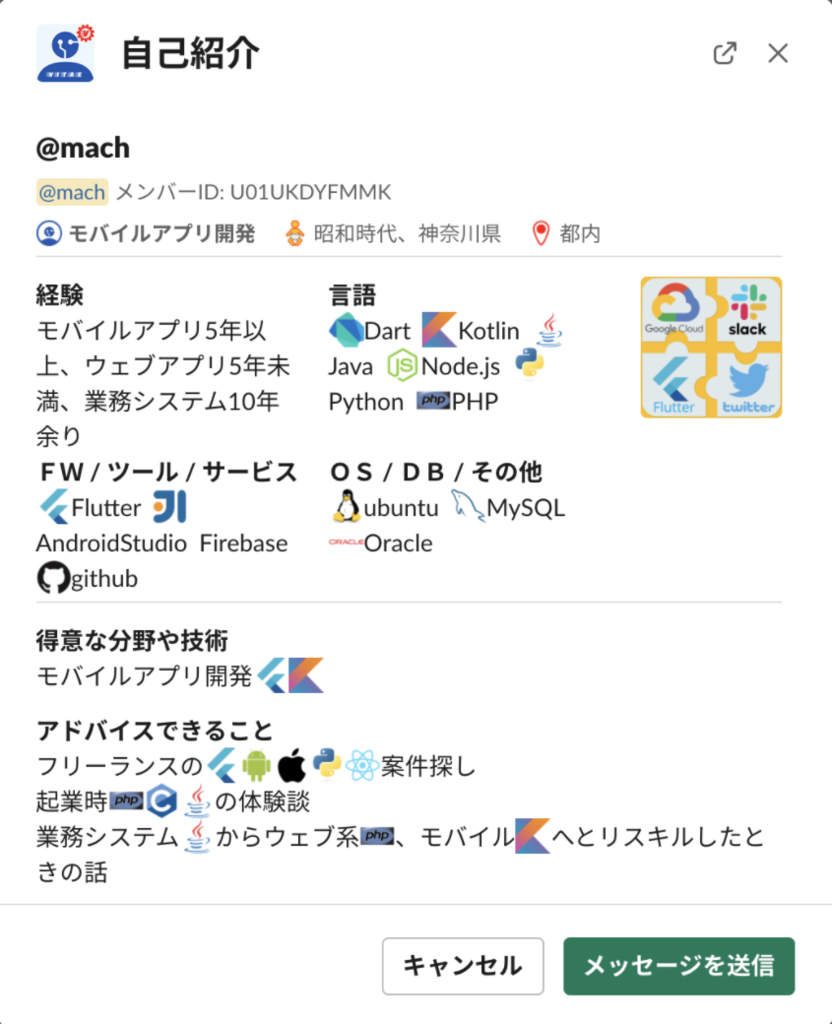 自己紹介
@mach
@mach メンバーID: U01UKDYFMMK
モバイルアプリ開発 昭和時代、神奈川県 都内
経験
モバイルアプリ5年以
上、ウェブアプリ5年未
満、業務システム10年
余り
言語
Dart Kotlin
Java JS Node.js
Python php PHP
Google Cloud
slack
Flutter
twitter
ＦＷ / ツール / サービス
Flutter JI
AndroidStudio Firebase
github
ＯＳ / ＤＢ / その他
ubuntu MySQL
ORACLE Oracle
得意な分野や技術
モバイルアプリ開発
アドバイスできること
フリーランスの案件探し
起業時php C の体験談
業務システムからウェブ系php、モバイルへとリスキルしたと
きの話
キャンセル
メッセージを送信